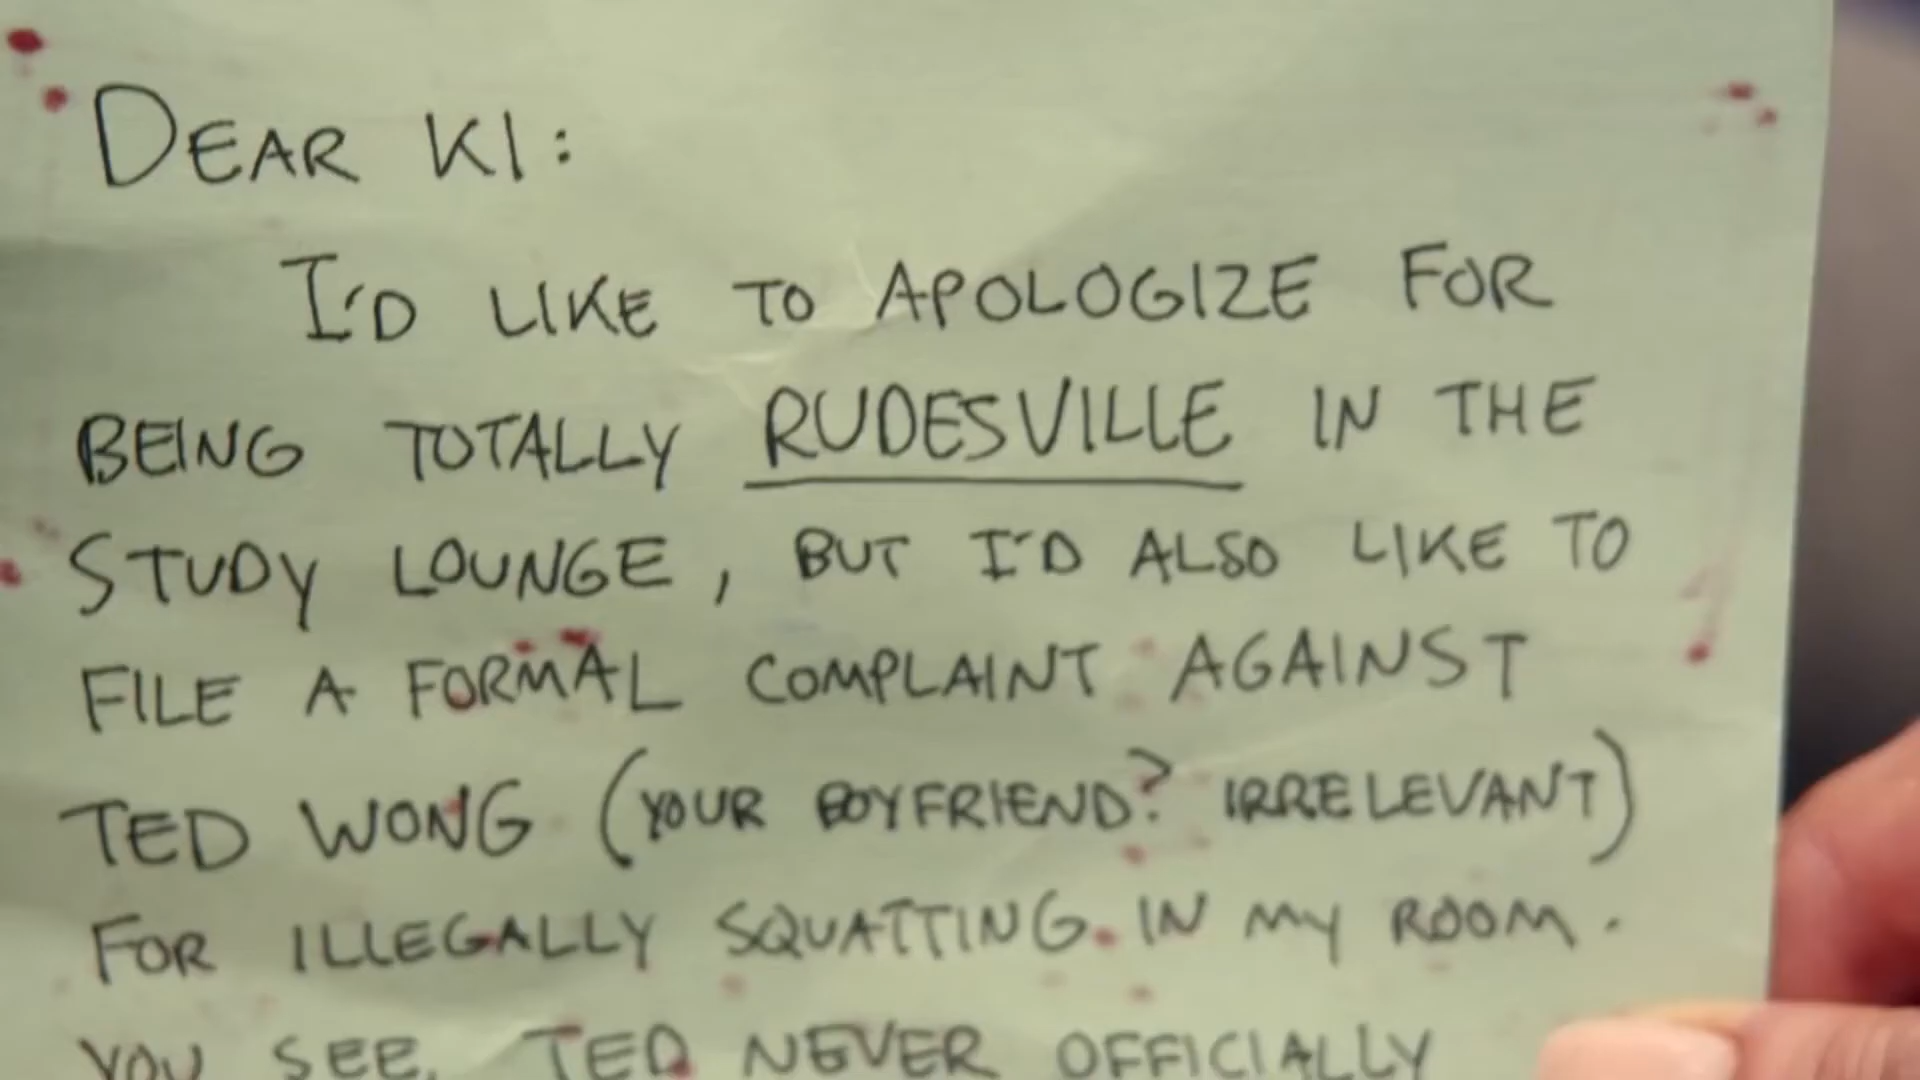 DEAR KI:
I'D LIKE TO APOLOGIZE FOR
BEING TOTALLY RUDESVILLE IN THE
STUDY LOUNGE, BUT I'D ALSO LIKE TO
FILE A FORMAL COMPLAINT AGAINST
TED WONG (YOUR BOYFRIEND? IRRELEVANT)
FOR ILLEGALLY SQUATTING IN MY ROOM.
YOU SEE, TED NEVER OFFICIALLY